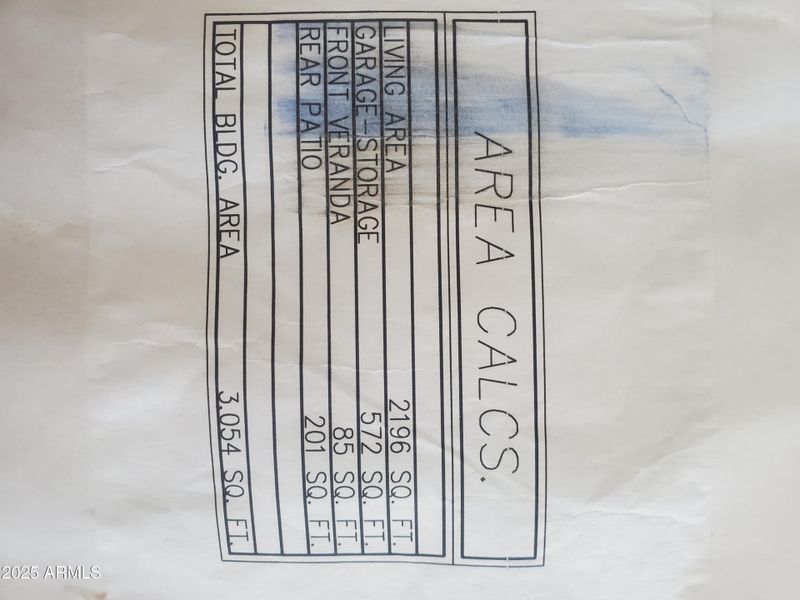 AREA CALCS.
LIVING AREA 2196 SQ. FT.
GARAGE-STORAGE 572 SQ. FT.
FRONT VERANDA 85 SQ. FT.
REAR PATIO 201 SQ. FT.
TOTAL BLDG. AREA 3,054 SQ. FT.
2025 ARMLS